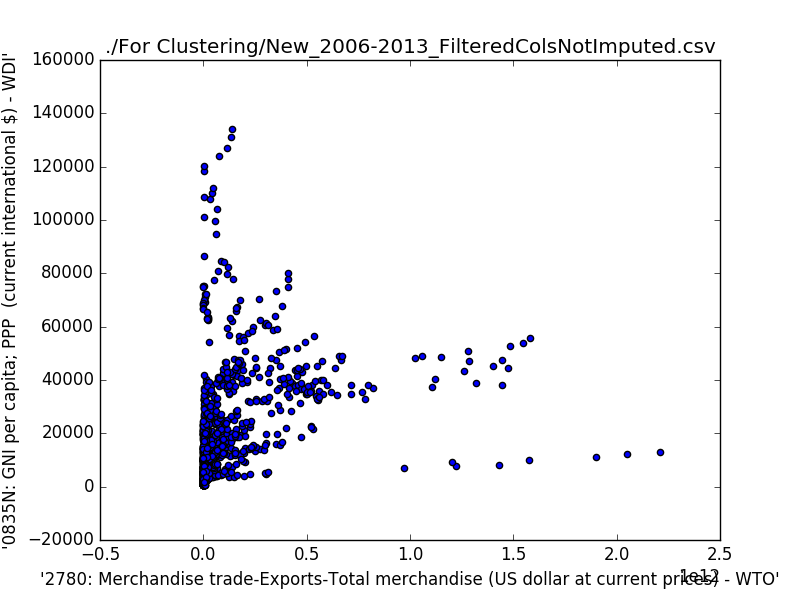 ./For Clustering/New_2006-2013_FilteredColsNotImputed.csv
160000
140000
120000
100000
80000
60000
40000
20000
0
−20000
'0835N: GNI per capita; PPP (current international $) - WDI'
−0.5 0.0 0.5 1.0 1.5 2.0 2.5
1e12
'2780: Merchandise trade-Exports-Total merchandise (US dollar at current prices) - WTO'